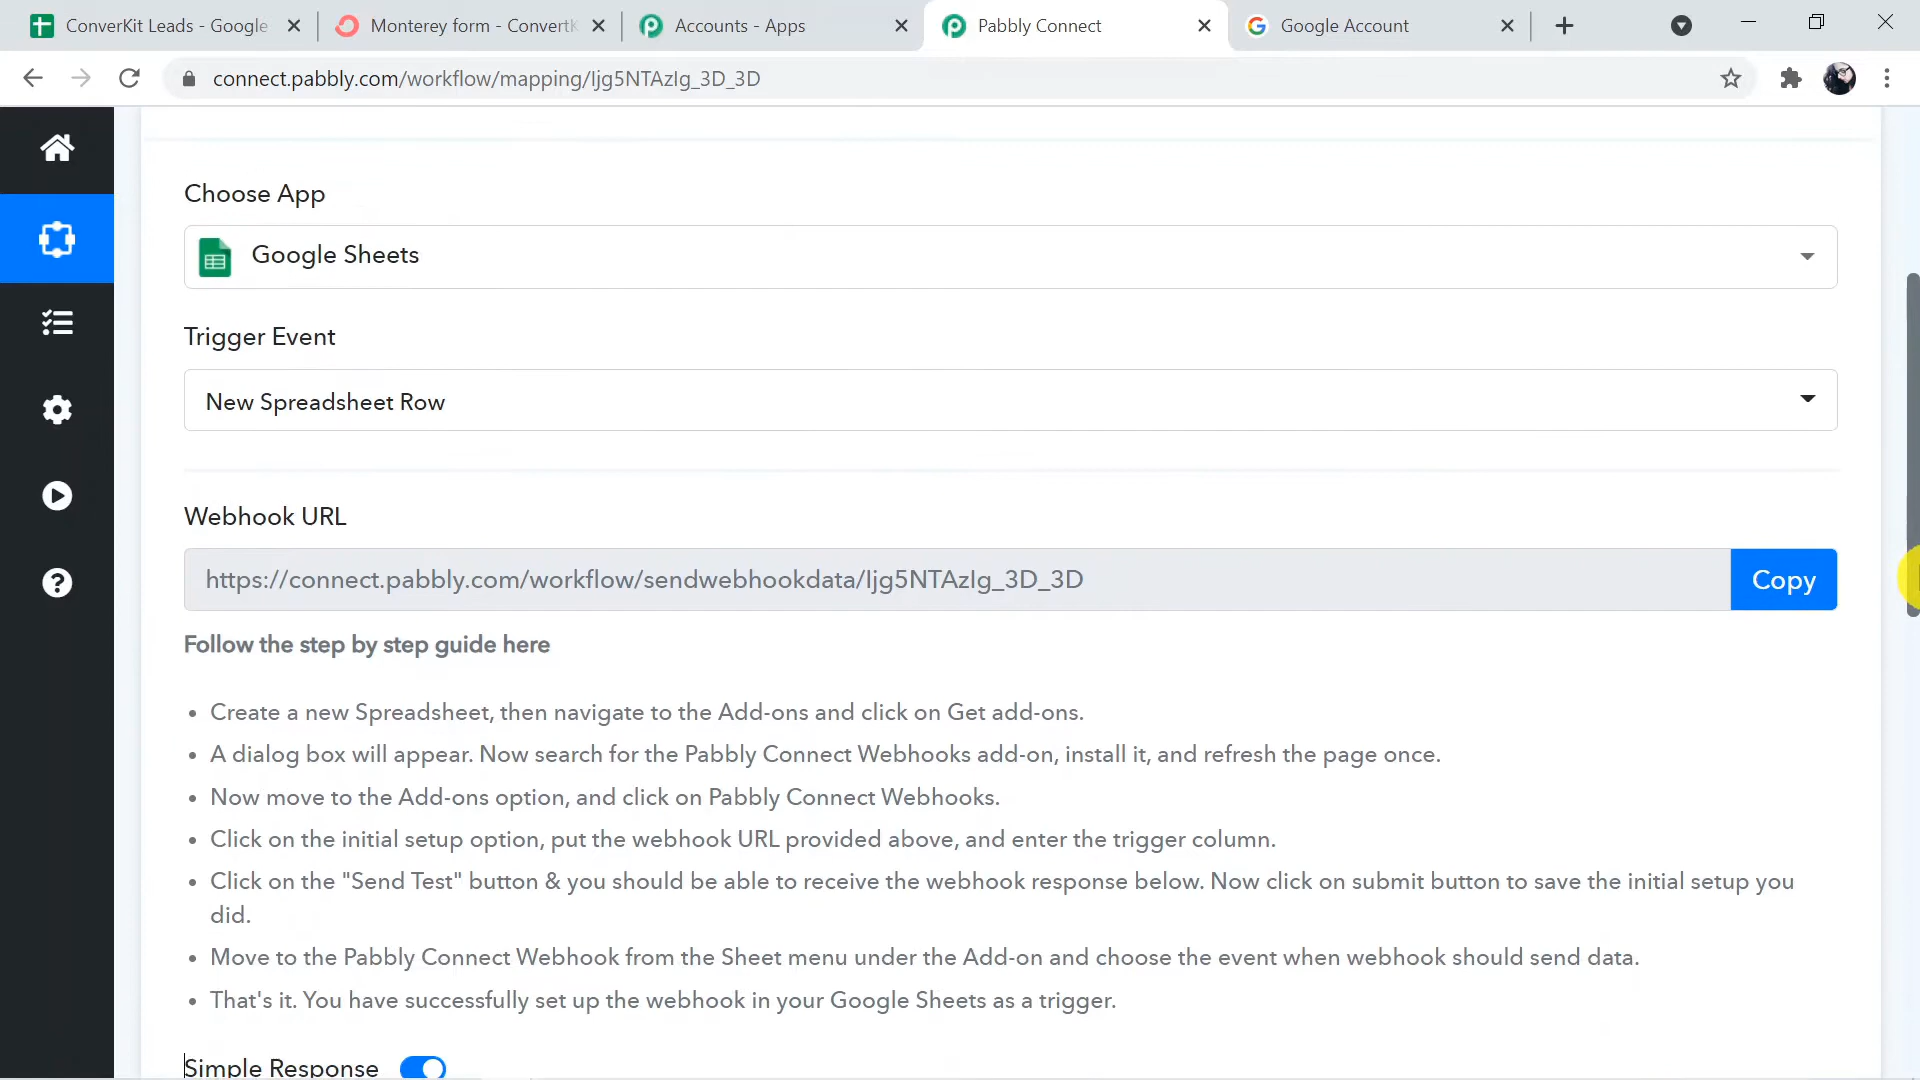 ConverKit Leads - Google
Monterey form - ConvertK
Accounts - Apps
Pabbly Connect
Google Account
connect.pabbly.com/workflow/mapping/Ijg5NTAzIg_3D_3D
Choose App
Google Sheets
Trigger Event
New Spreadsheet Row
Webhook URL
https://connect.pabbly.com/workflow/sendwebhookdata/Ijg5NTAzIg_3D_3D
Copy
Follow the step by step guide here
• Create a new Spreadsheet, then navigate to the Add-ons and click on Get add-ons.
• A dialog box will appear. Now search for the Pabbly Connect Webhooks add-on, install it, and refresh the page once.
• Now move to the Add-ons option, and click on Pabbly Connect Webhooks.
• Click on the initial setup option, put the webhook URL provided above, and enter the trigger column.
• Click on the "Send Test" button & you should be able to receive the webhook response below. Now click on submit button to save the initial setup you
did.
• Move to the Pabbly Connect Webhook from the Sheet menu under the Add-on and choose the event when webhook should send data.
• That's it. You have successfully set up the webhook in your Google Sheets as a trigger.
Simple Response